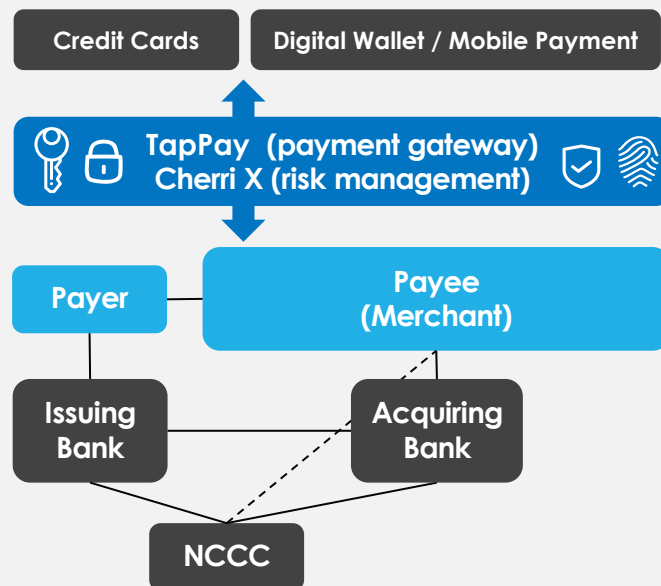 Credit Cards
Digital Wallet / Mobile Payment
TapPay (payment gateway)
Cherri X (risk management)
Payer
Payee
(Merchant)
Issuing
Bank
Acquiring
Bank
NCCC